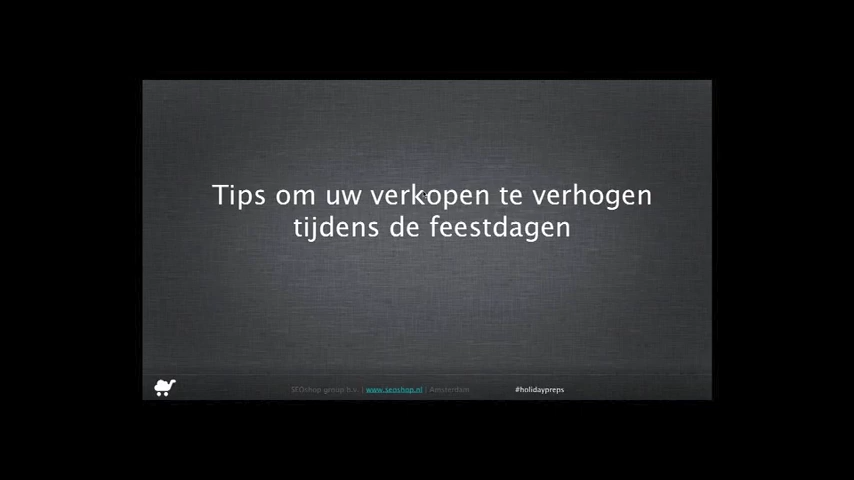 Tips om uw verkopen te verhogen
tijdens de feestdagen
SEOshop group b.v. | www.seoshop.nl | Amsterdam
#holidaypreps